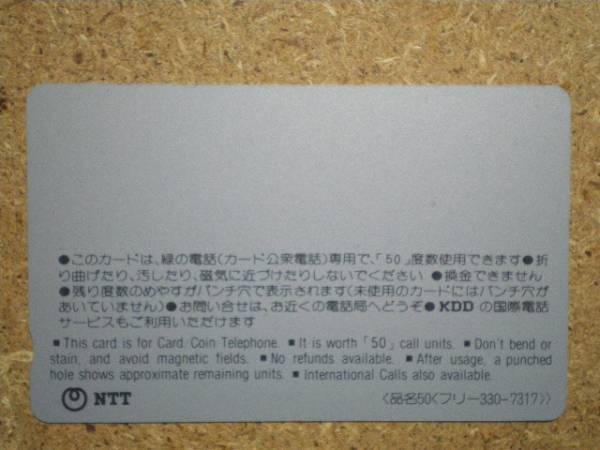 ●このカードは、緑の電話(カード公衆電話)専用で、「50」度数使用できます●折
り曲げたり、汚したり、磁気に近づけたりしないでください ●換金できません
●残り度数のめやすがパンチ穴で表示されます(未使用のカードにはパンチ穴が
あいていません)●お問い合せは、お近くの電話局へどうぞ●KDDの国際電話
サービスもご利用いただけます
■ This card is for Card/Coin Telephone. ■ It is worth「50」call units. ■ Don't bend or
stain, and avoid magnetic fields. ■ No refunds available. ■ After usage, a punched
hole shows approximate remaining units. ■ International Calls also available.
NTT 〈品名50〈フリー330-7317〉〉